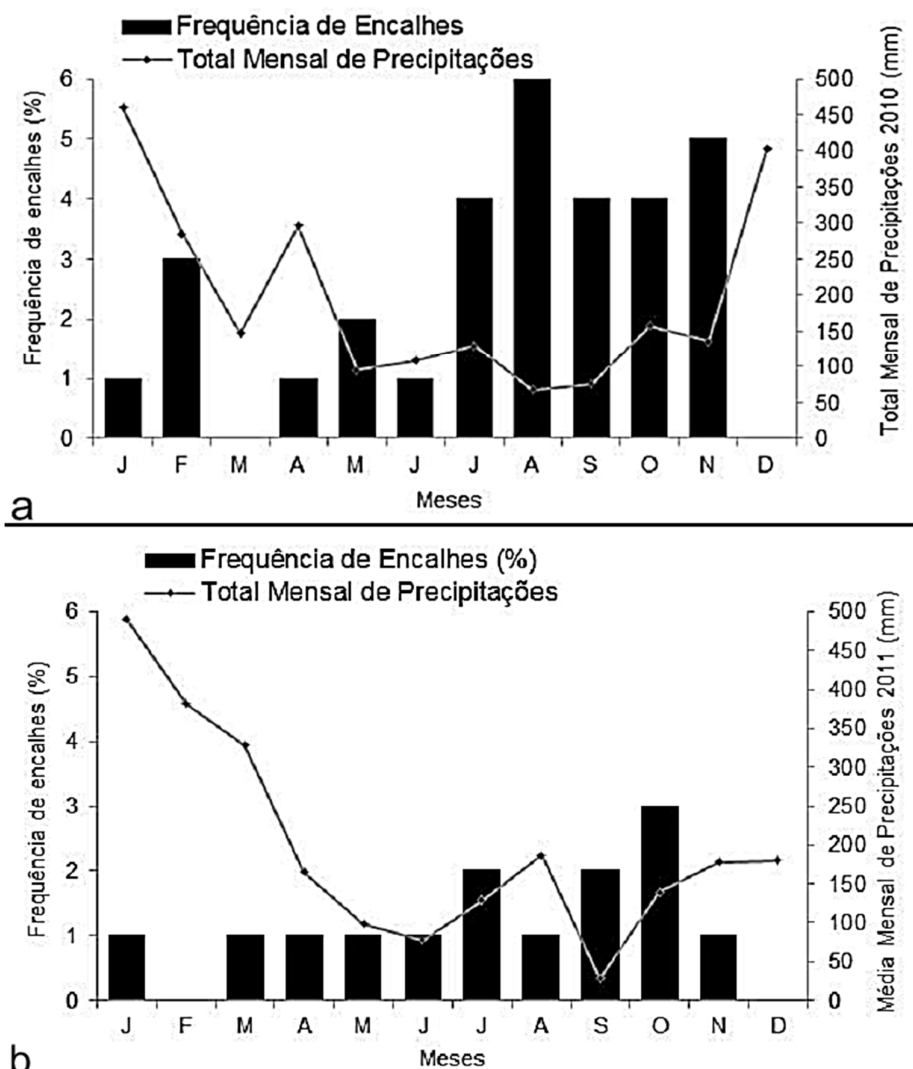 Frequência de Encalhes
Total Mensal de Precipitações
Frequência de encalhes (%)
6
5
4
3
2
1
0
Total Mensal de Precipitações 2010 (mm)
500
450
400
350
300
250
200
150
100
50
0
J F M A M J J A S O N D
Meses
a
Frequência de Encalhes (%)
Total Mensal de Precipitações
Frequência de encalhes (%)
6
5
4
3
2
1
0
Média Mensal de Precipitações 2011 (mm)
500
450
400
350
300
250
200
150
100
50
0
J F M A M J J A S O N D
Meses
b